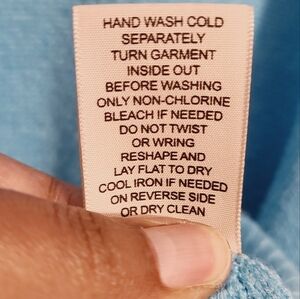 HAND WASH COLD
SEPARATELY
TURN GARMENT
INSIDE OUT
BEFORE WASHING
ONLY NON-CHLORINE
BLEACH IF NEEDED
DO NOT TWIST
OR WRING
RESHAPE AND
LAY FLAT TO DRY
COOL IRON IF NEEDED
ON REVERSE SIDE
OR DRY CLEAN